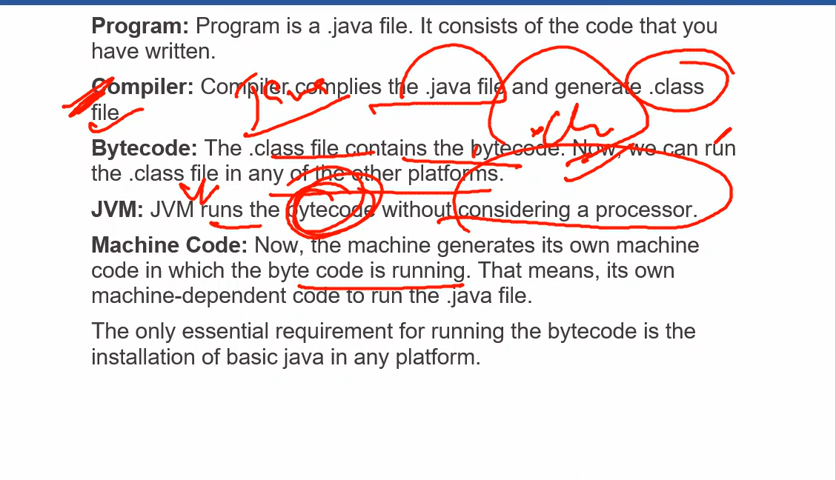 Program: Program is a .java file. It consists of the code that you
have written.
Compiler: Compiler complies the .java file and generate .class
file
Bytecode: The .class file contains the bytecode. Now, we can run
the .class file in any of the other platforms.
JVM: JVM runs the bytecode without considering a processor.
Machine Code: Now, the machine generates its own machine
code in which the byte code is running. That means, its own
machine-dependent code to run the .java file.
The only essential requirement for running the bytecode is the
installation of basic java in any platform.